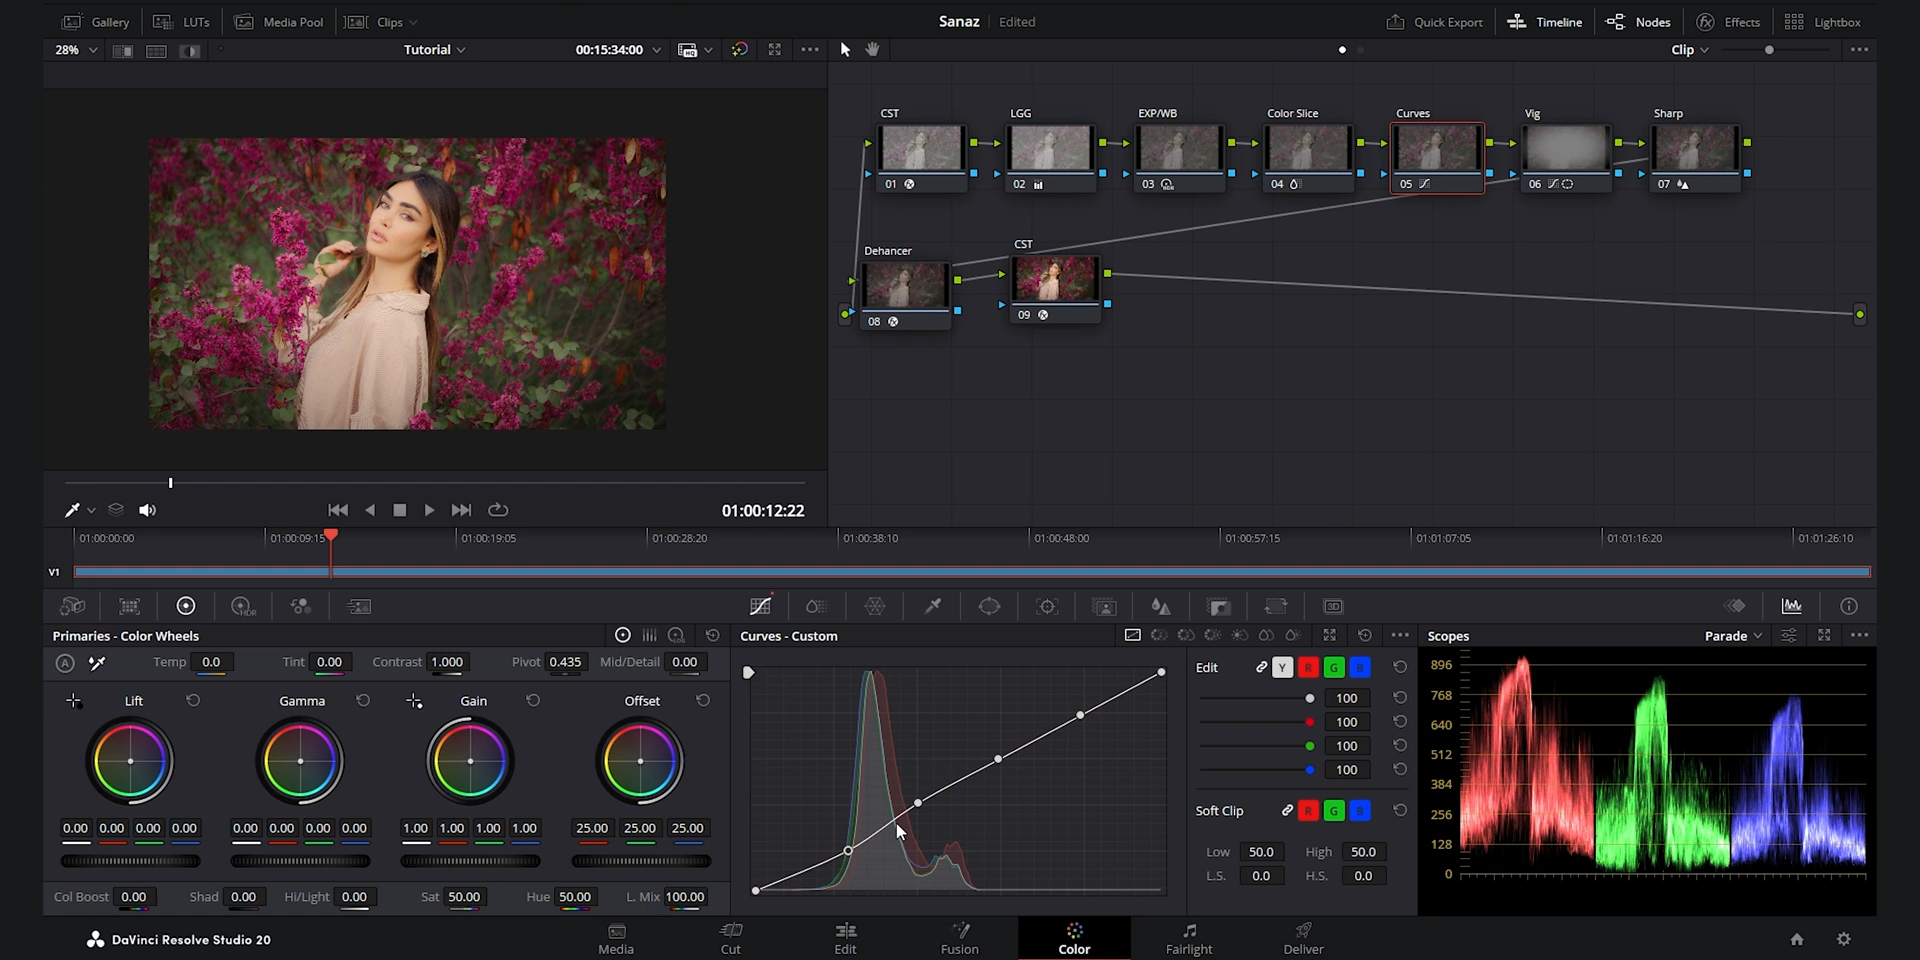 Gallery LUTs Media Pool Clips Sanaz Edited Quick Export Timeline Nodes Effects Lightbox
28% Tutorial 00:15:34:00 Clip
CST LGG EXP/WB Color Slice Curves Vig Sharp
01 02 03 HDR 04 05 06 07
Dehancer CST
08 09
01:00:12:22
01:00:00:00 01:00:09:15 01:00:19:05 01:00:28:20 01:00:38:10 01:00:48:00 01:00:57:15 01:01:07:05 01:01:16:20 01:01:26:10
V1
HDR 3D
Primaries - Color Wheels LOG Curves - Custom Scopes Parade
A Temp 0.0 Tint 0.00 Contrast 1.000 Pivot 0.435 Mid/Detail 0.00
Lift Gamma Gain Offset
0.00 0.00 0.00 0.00 0.00 0.00 0.00 0.00 1.00 1.00 1.00 1.00 25.00 25.00 25.00
Col Boost 0.00 Shad 0.00 Hi/Light 0.00 Sat 50.00 Hue 50.00 L. Mix 100.00
Edit Y R G B
100
100
100
100
Soft Clip R G B
Low 50.0 High 50.0
L.S. 0.0 H.S. 0.0
896
768
640
512
384
256
128
0
DaVinci Resolve Studio 20 Media Cut Edit Fusion Color Fairlight Deliver